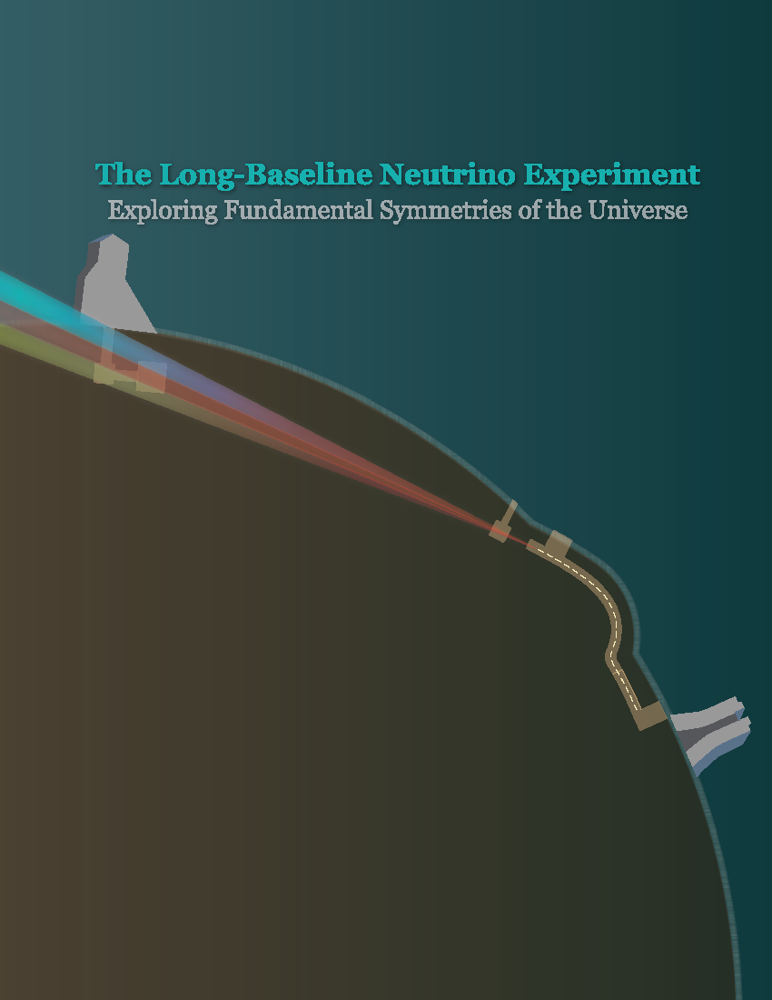 The Long-Baseline Neutrino Experiment
Exploring Fundamental Symmetries of the Universe